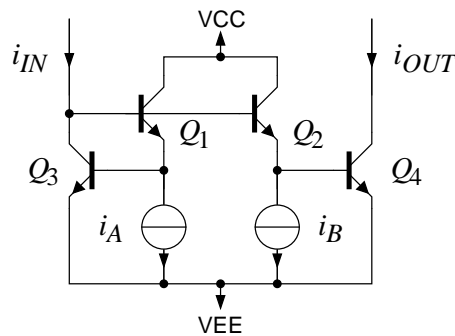 VCC
i_IN
i_OUT
Q_1
Q_2
Q_3
Q_4
i_A
i_B
VEE